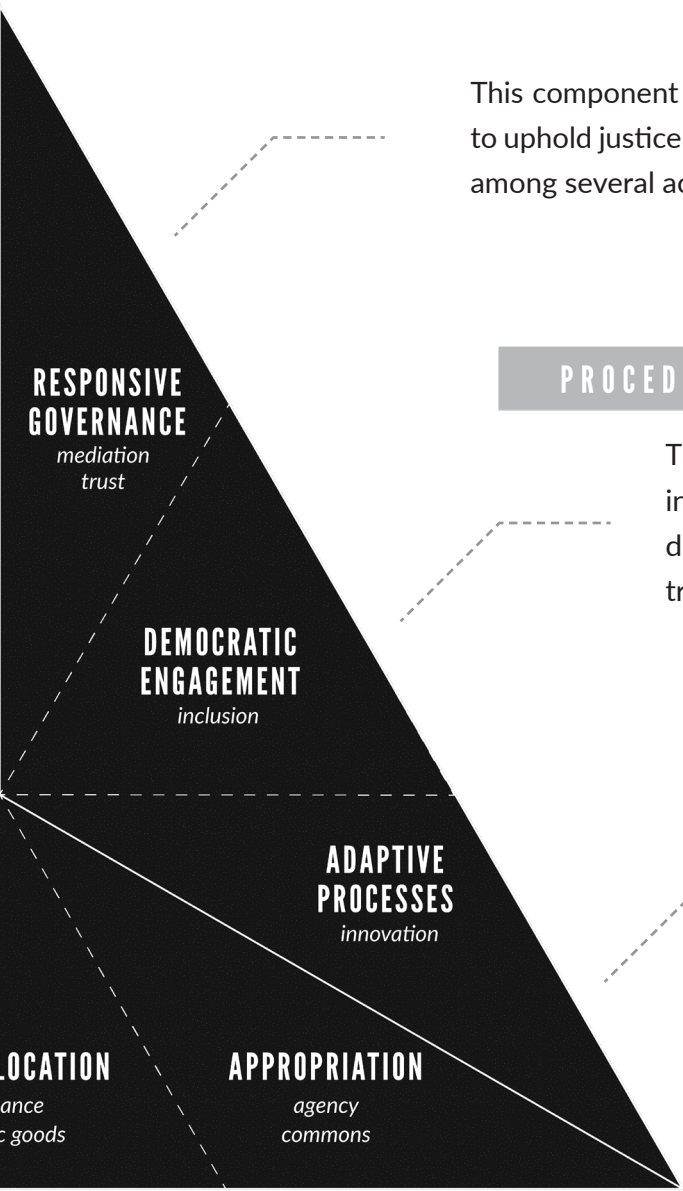 This component
to uphold justice
among several ac
PROCED
T
in
d
tr
RESPONSIVE
GOVERNANCE
mediation
trust
DEMOCRATIC
ENGAGEMENT
inclusion
ADAPTIVE
PROCESSES
innovation
LOCATION
ance
c goods
APPROPRIATION
agency
commons